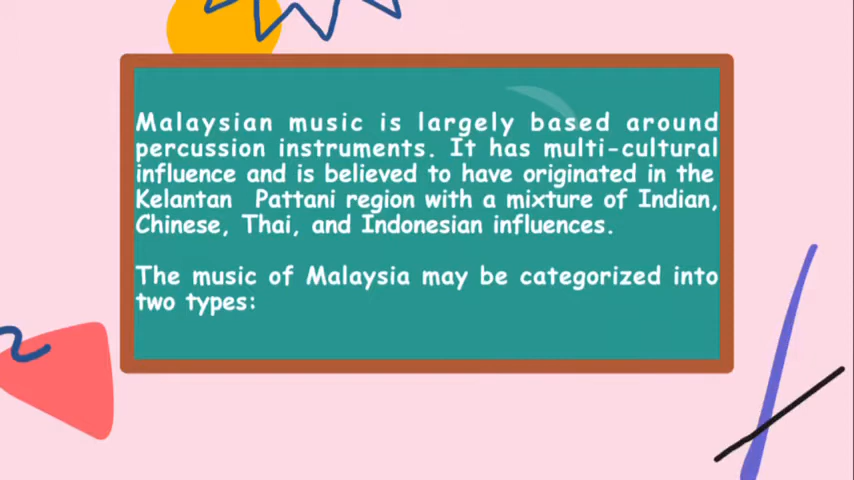 Malaysian music is largely based around
percussion instruments. It has multi-cultural
influence and is believed to have originated in the
Kelantan Pattani region with a mixture of Indian,
Chinese, Thai, and Indonesian influences.
The music of Malaysia may be categorized into
two types: